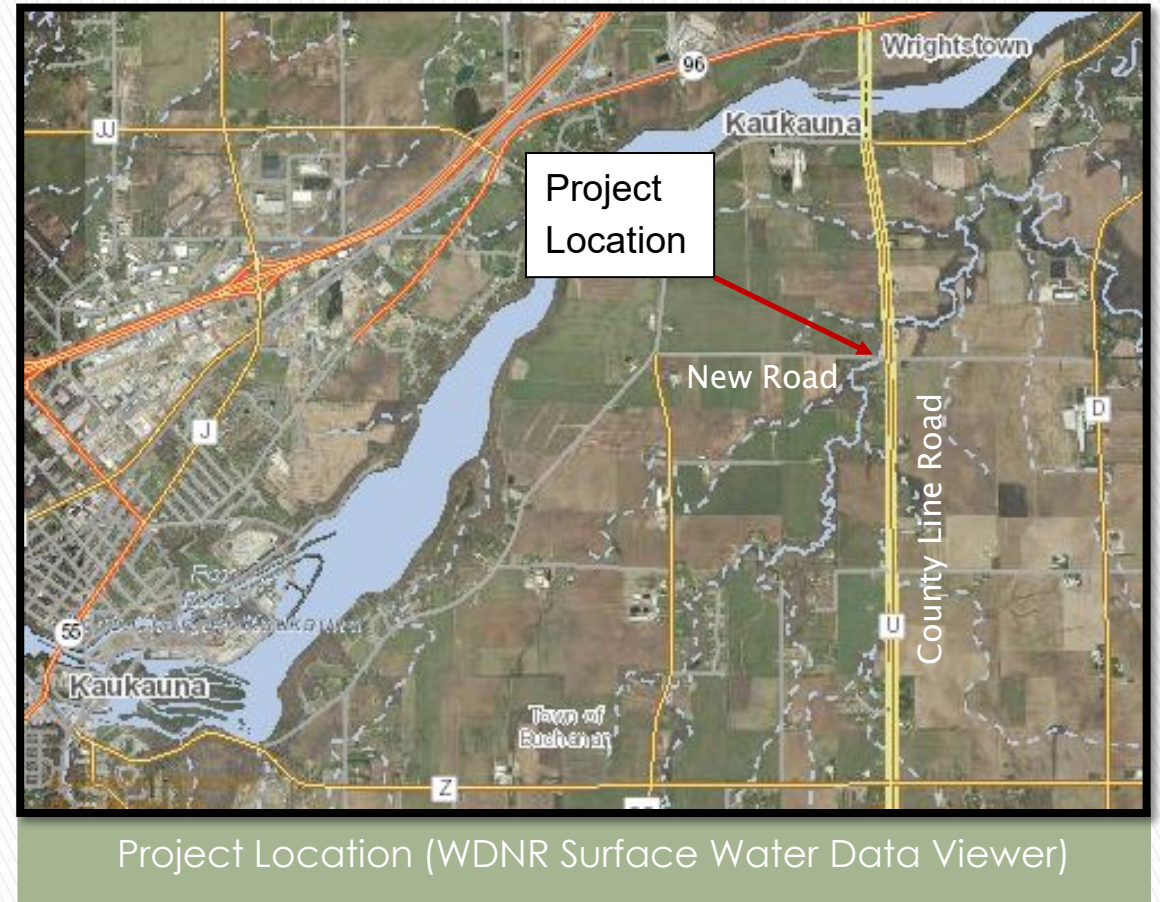 Wrightstown
96
JJ
Kaukauna
Project
Location
New Road
D
J
County Line Road
U
55
Kaukauna
Town of
Buchanan
Z
Project Location (WDNR Surface Water Data Viewer)